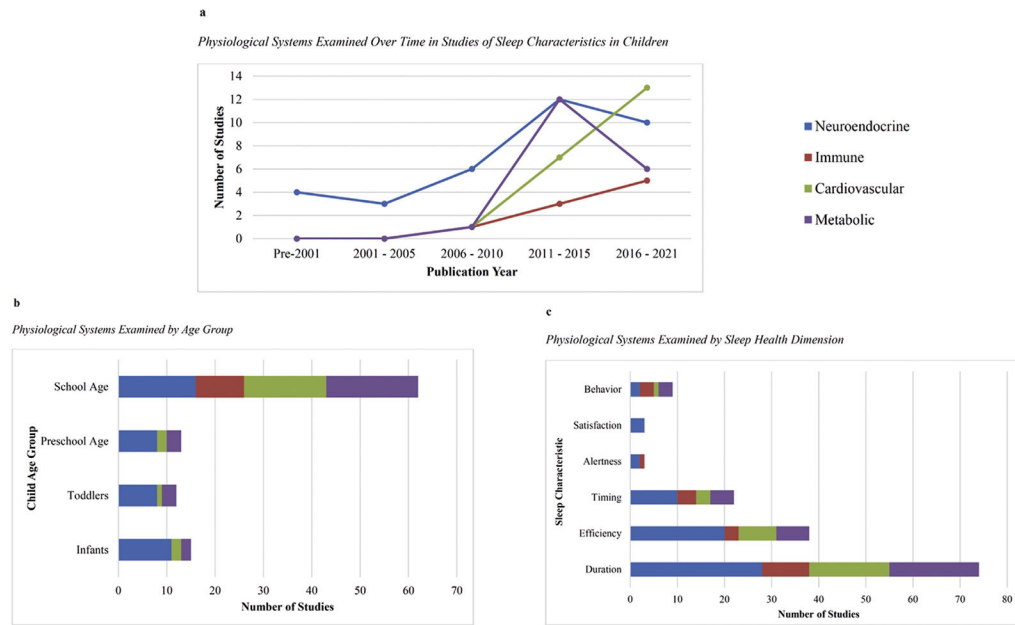 a
Physiological Systems Examined Over Time in Studies of Sleep Characteristics in Children
14
12
10
8
6
4
2
0
Number of Studies
Pre-2001 2001 - 2005 2006 - 2010 2011 - 2015 2016 - 2021
Publication Year
Neuroendocrine
Immune
Cardiovascular
Metabolic
b
Physiological Systems Examined by Age Group
Child Age Group
School Age
Preschool Age
Toddlers
Infants
0 10 20 30 40 50 60 70
Number of Studies
c
Physiological Systems Examined by Sleep Health Dimension
Sleep Characteristic
Behavior
Satisfaction
Alertness
Timing
Efficiency
Duration
0 10 20 30 40 50 60 70 80
Number of Studies